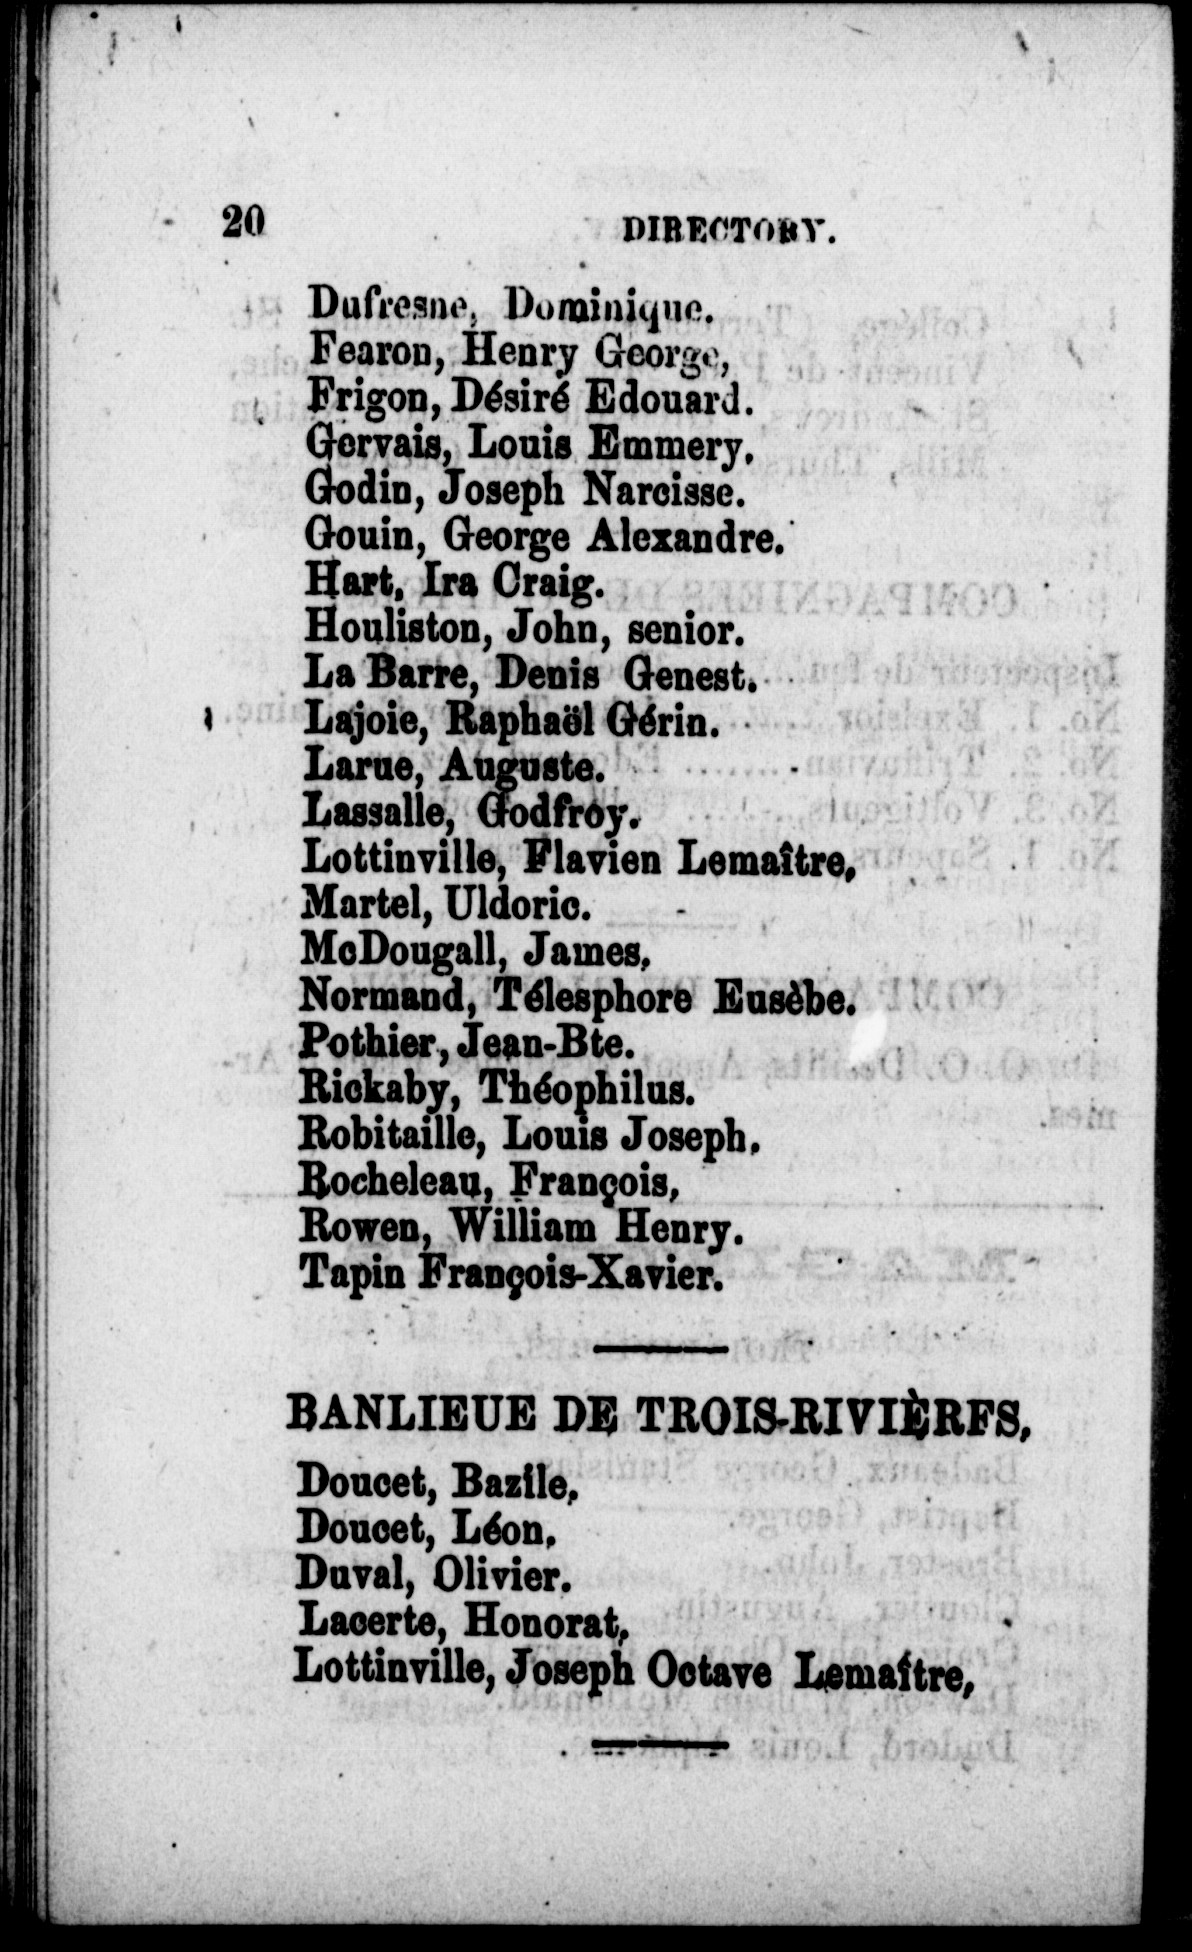 20 DIRECTORY.
Dufresne, Dominique.
Fearon, Henry George,
Frigon, Désiré Edouard.
Gervais, Louis Emmery.
Godin, Joseph Narcisse.
Gouin, George Alexandre.
Hart, Ira Craig.
Houliston, John, senior.
La Barre, Denis Genest.
Lajoie, Raphaël Gérin.
Larue, Auguste.
Lassalle, Godfroy.
Lottinville, Flavien Lemaître,
Martel, Uldoric.
McDougall, James,
Normand, Télesphore Eusèbe.
Pothier, Jean-Bte.
Rickaby, Théophilus.
Robitaille, Louis Joseph.
Rocheleau, François,
Rowen, William Henry.
Tapin François-Xavier.
BANLIEUE DE TROIS-RIVIÈRFS,
Doucet, Bazile,
Doucet, Léon,
Duval, Olivier.
Lacerte, Honorat,
Lottinville, Joseph Octave Lemaître,